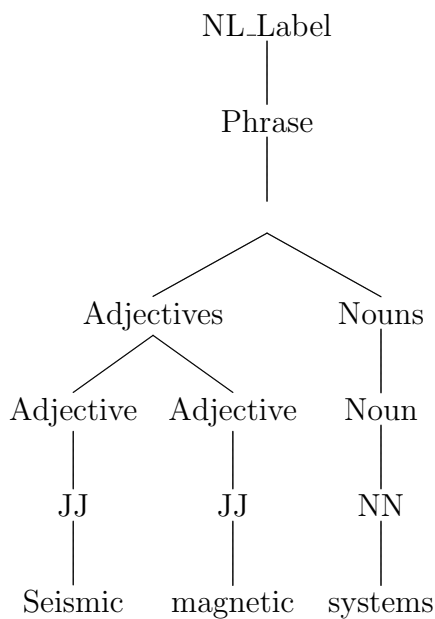 NL_Label
Phrase
Adjectives Nouns
Adjective Adjective Noun
JJ JJ NN
Seismic magnetic systems